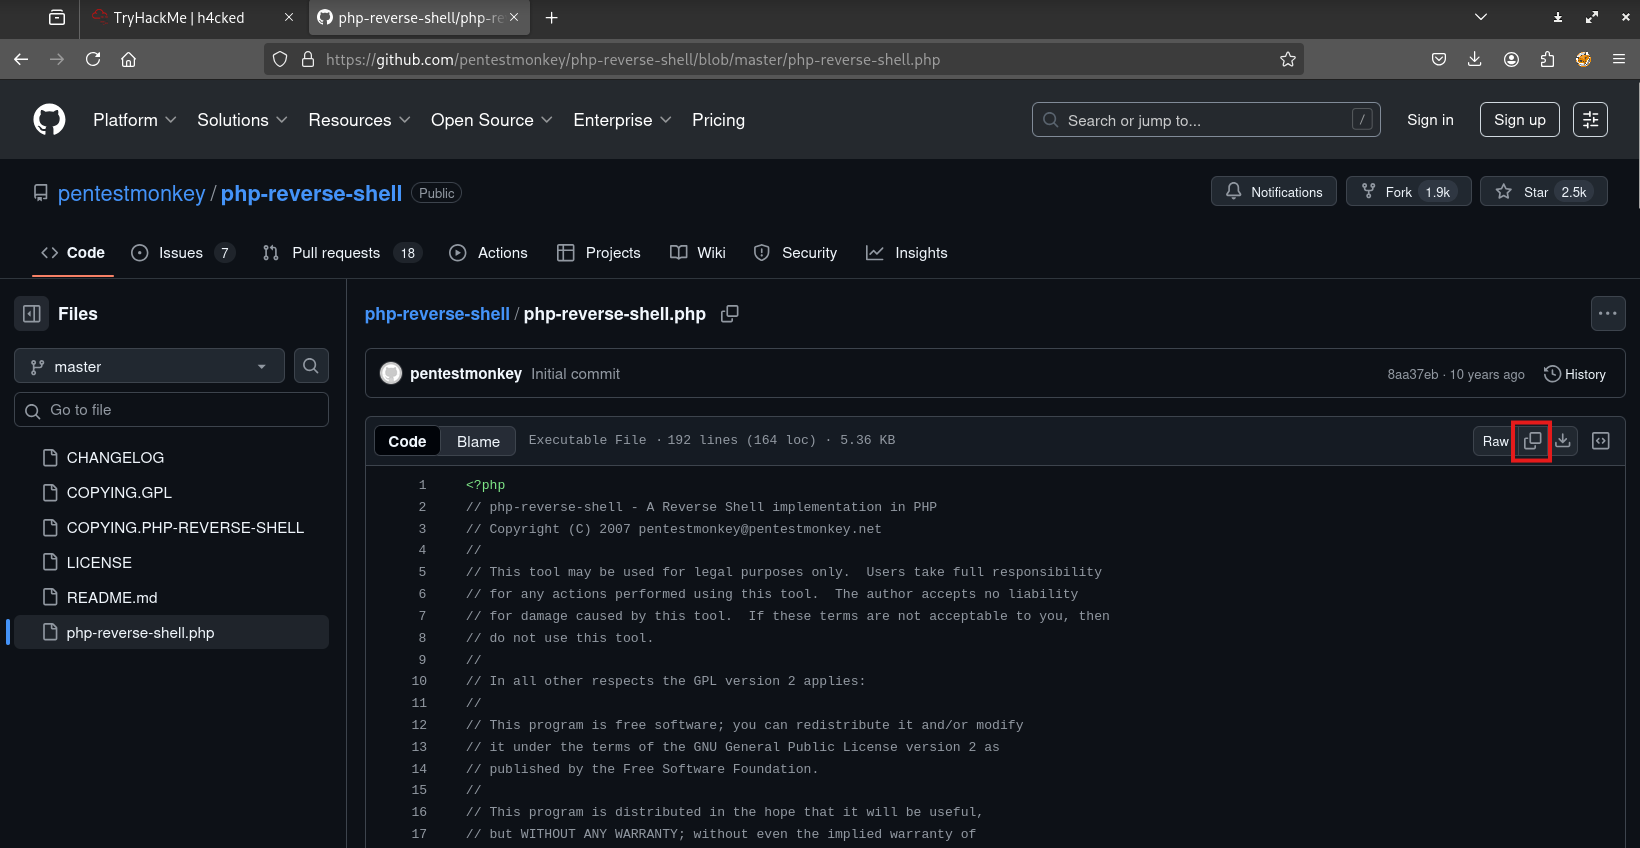 TryHackMe | h4cked
php-reverse-shell/php-re
https://github.com/pentestmonkey/php-reverse-shell/blob/master/php-reverse-shell.php
Platform Solutions Resources Open Source Enterprise Pricing
Search or jump to... /
Sign in
Sign up
pentestmonkey / php-reverse-shell Public
Notifications
Fork 1.9k
Star 2.5k
Code
Issues 7
Pull requests 18
Actions
Projects
Wiki
Security
Insights
Files
master
Go to file
CHANGELOG
COPYING.GPL
COPYING.PHP-REVERSE-SHELL
LICENSE
README.md
php-reverse-shell.php
php-reverse-shell / php-reverse-shell.php
pentestmonkey Initial commit
8aa37eb · 10 years ago
History
Code Blame
Executable File · 192 lines (164 loc) · 5.36 KB
Raw
1 <?php
2 // php-reverse-shell - A Reverse Shell implementation in PHP
3 // Copyright (C) 2007 pentestmonkey@pentestmonkey.net
4 //
5 // This tool may be used for legal purposes only.  Users take full responsibility
6 // for any actions performed using this tool.  The author accepts no liability
7 // for damage caused by this tool.  If these terms are not acceptable to you, then
8 // do not use this tool.
9 //
10 // In all other respects the GPL version 2 applies:
11 //
12 // This program is free software; you can redistribute it and/or modify
13 // it under the terms of the GNU General Public License version 2 as
14 // published by the Free Software Foundation.
15 //
16 // This program is distributed in the hope that it will be useful,
17 // but WITHOUT ANY WARRANTY; without even the implied warranty of